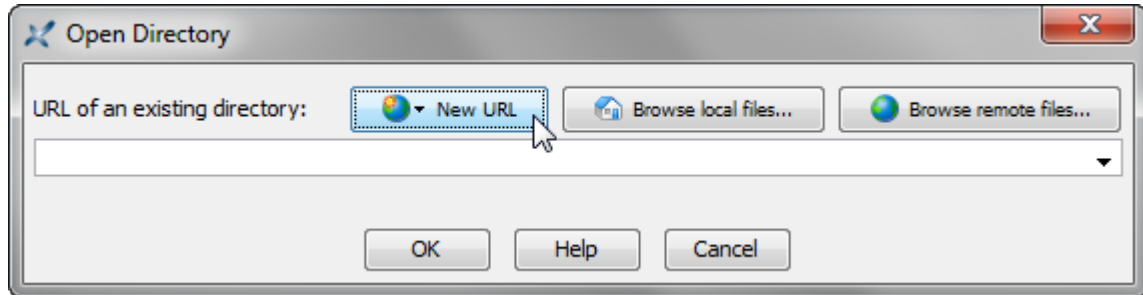 Open Directory
URL of an existing directory: New URL Browse local files... Browse remote files...
OK Help Cancel